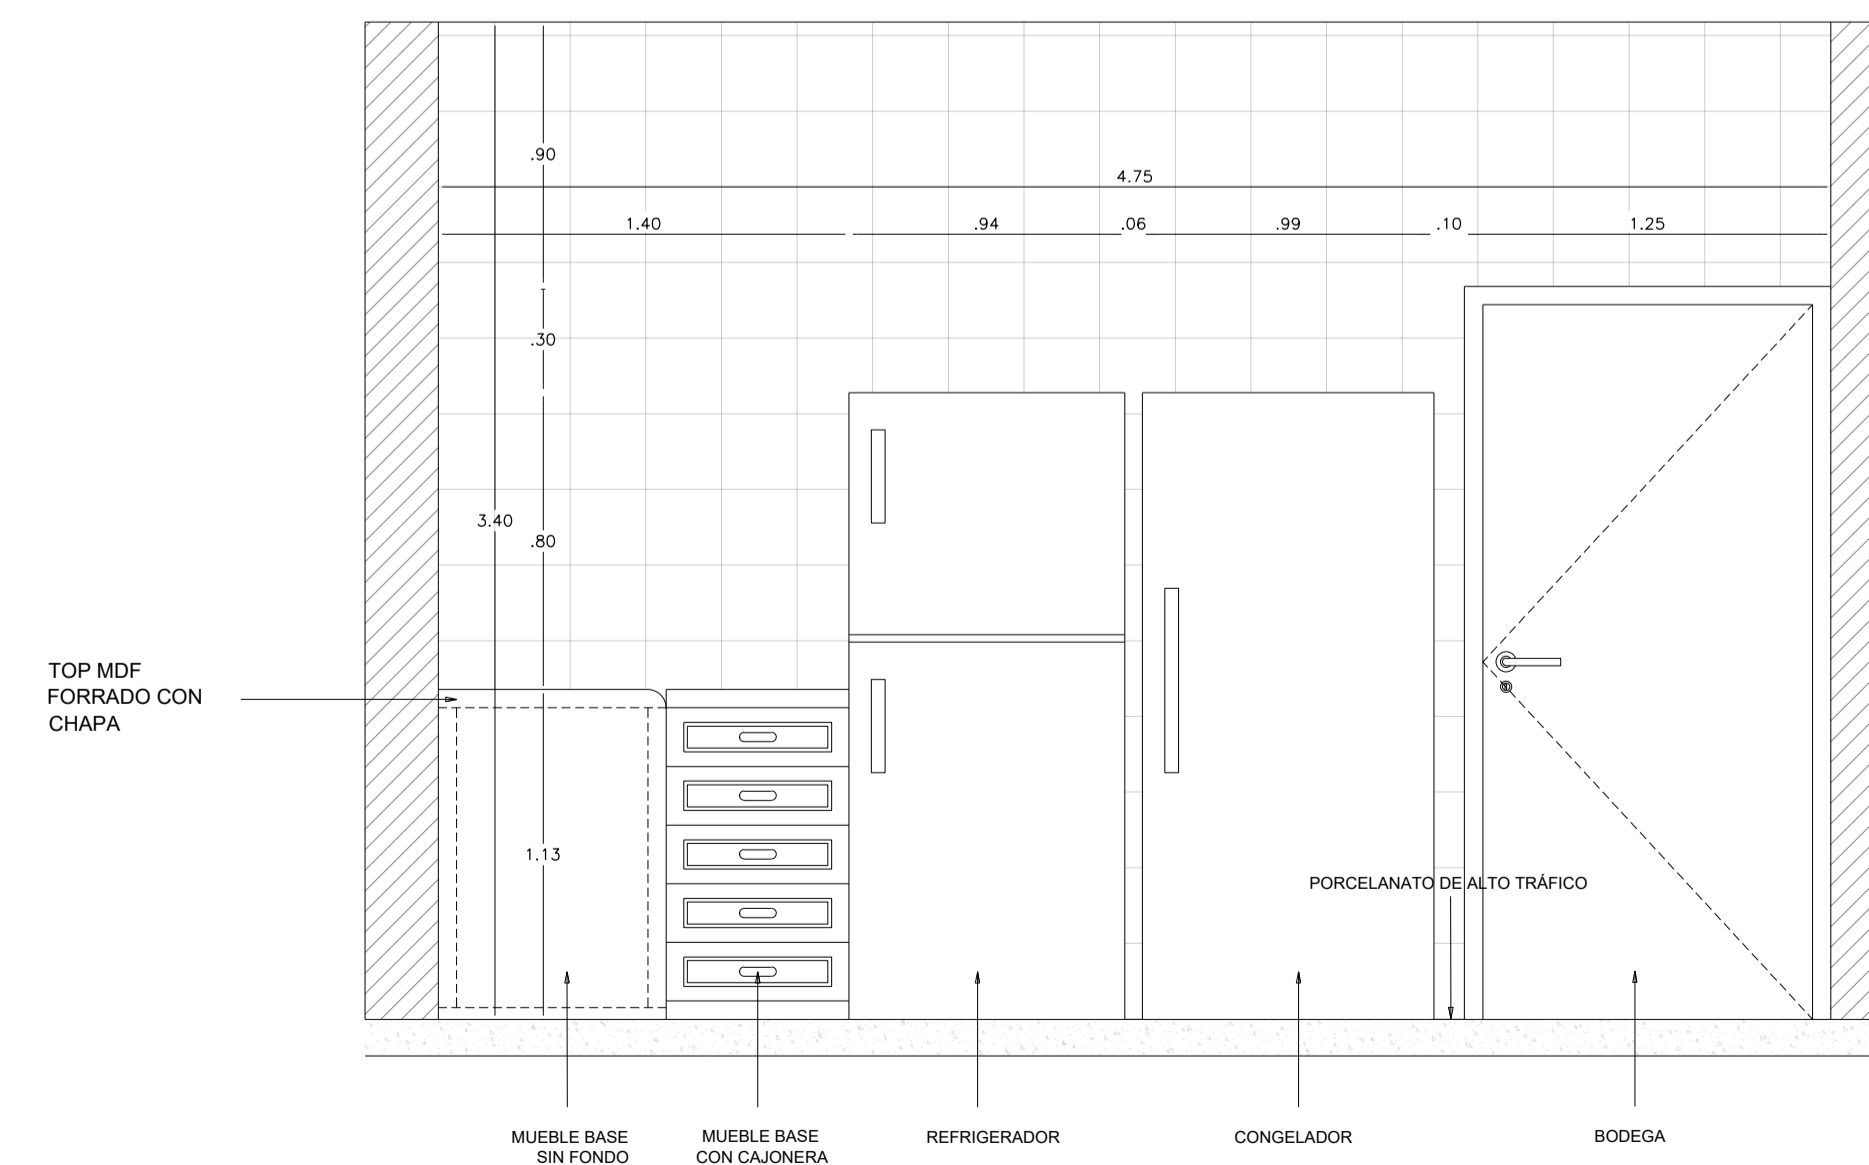 .90
4.75
1.40 .94 .06 .99 .10 1.25
.30
3.40
.80
TOP MDF
FORRADO CON
CHAPA
1.13
PORCELANATO DE ALTO TRÁFICO
MUEBLE BASE
SIN FONDO
MUEBLE BASE
CON CAJONERA
REFRIGERADOR
CONGELADOR
BODEGA